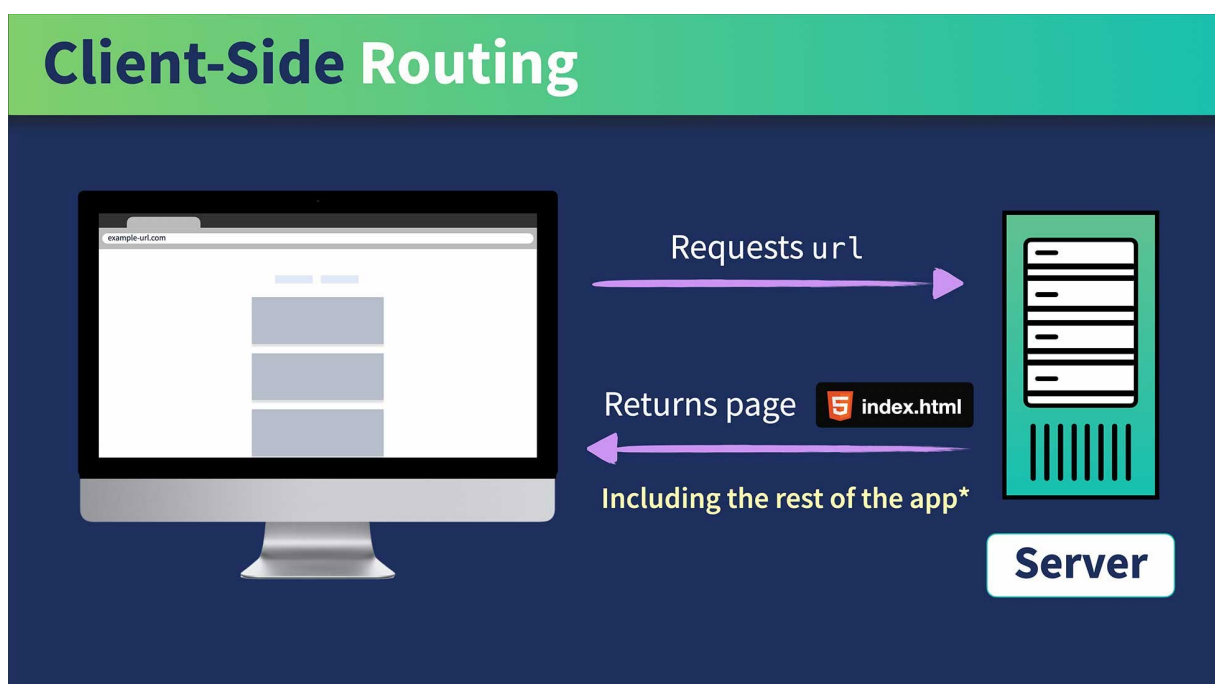 Client-Side Routing
example-url.com
Requests url
Returns page
5 index.html
Including the rest of the app*
Server